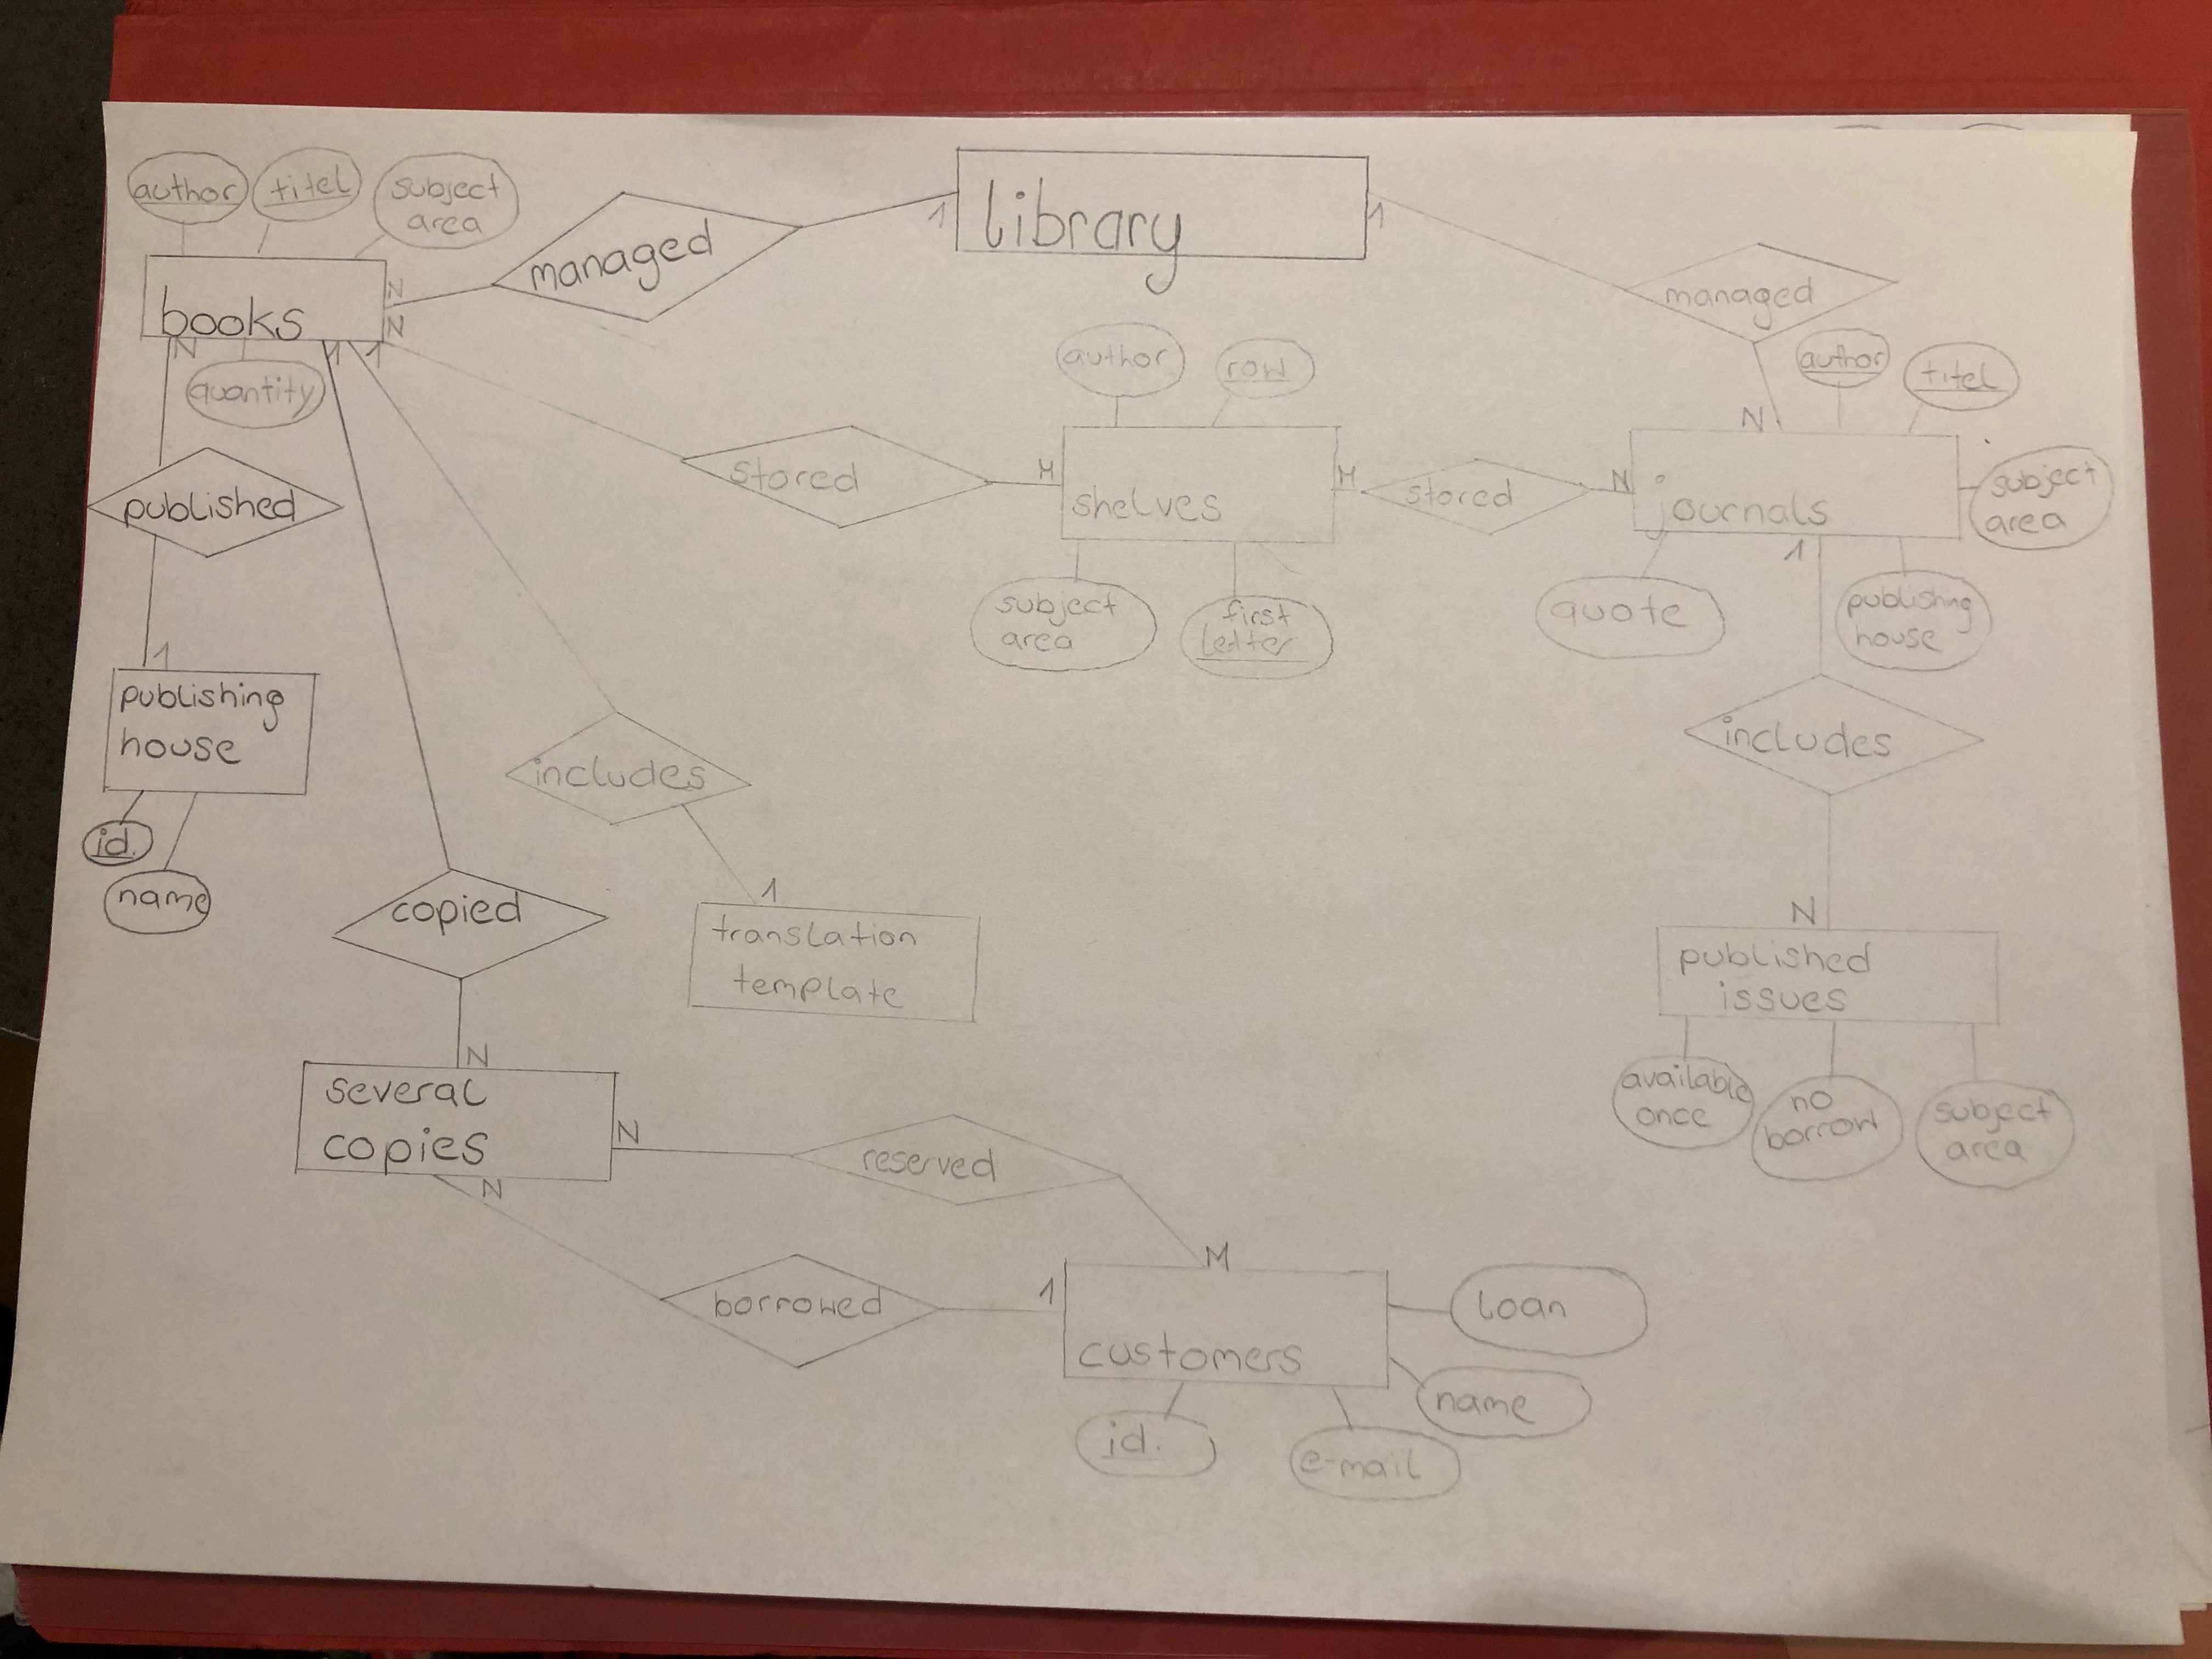 author
titel
subject
area
books
quantity
N
N
N
1
1
published
1
publishing
house
id
name
managed
1
library
1
managed
N
stored
M
shelves
author
row
subject
area
first
letter
M
stored
N
journals
author
titel
subject
area
publishing
house
quote
1
includes
N
published
issues
available
once
no
borrow
subject
area
includes
1
translation
template
copied
N
several
copies
N
N
reserved
M
borrowed
1
customers
id.
e-mail
name
loan